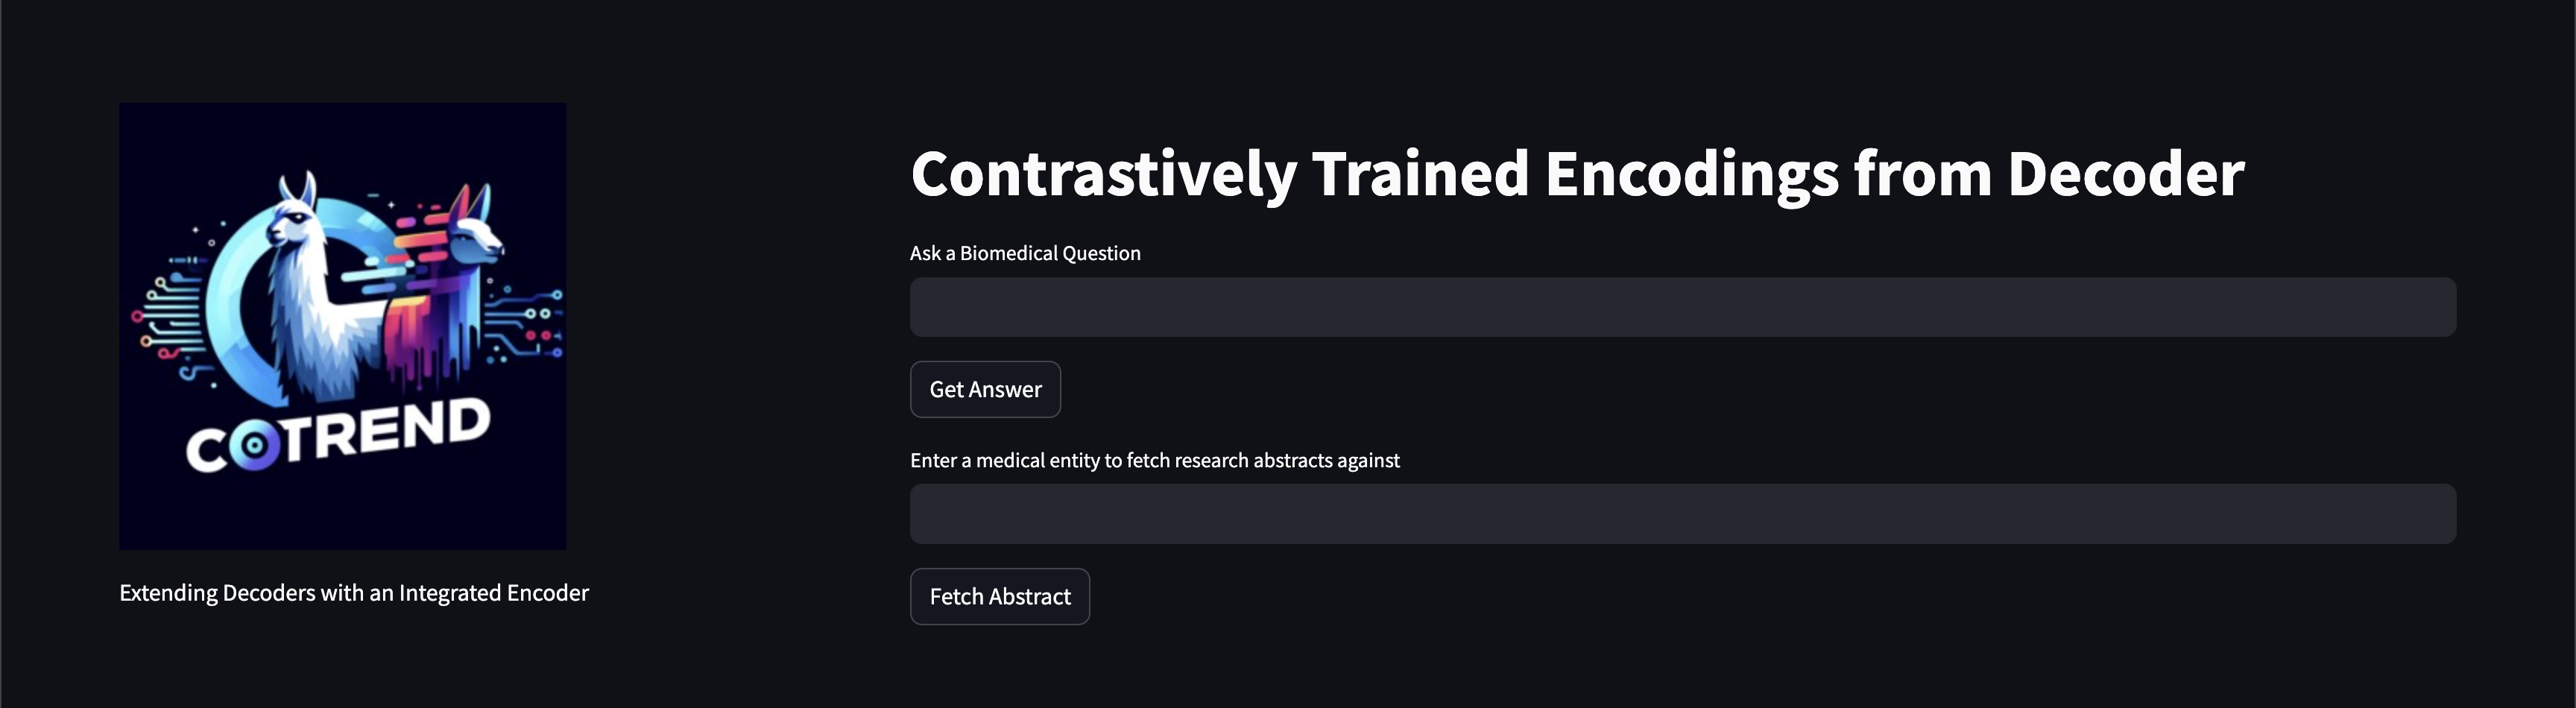 COTREND
Extending Decoders with an Integrated Encoder
Contrastively Trained Encodings from Decoder
Ask a Biomedical Question
Get Answer
Enter a medical entity to fetch research abstracts against
Fetch Abstract